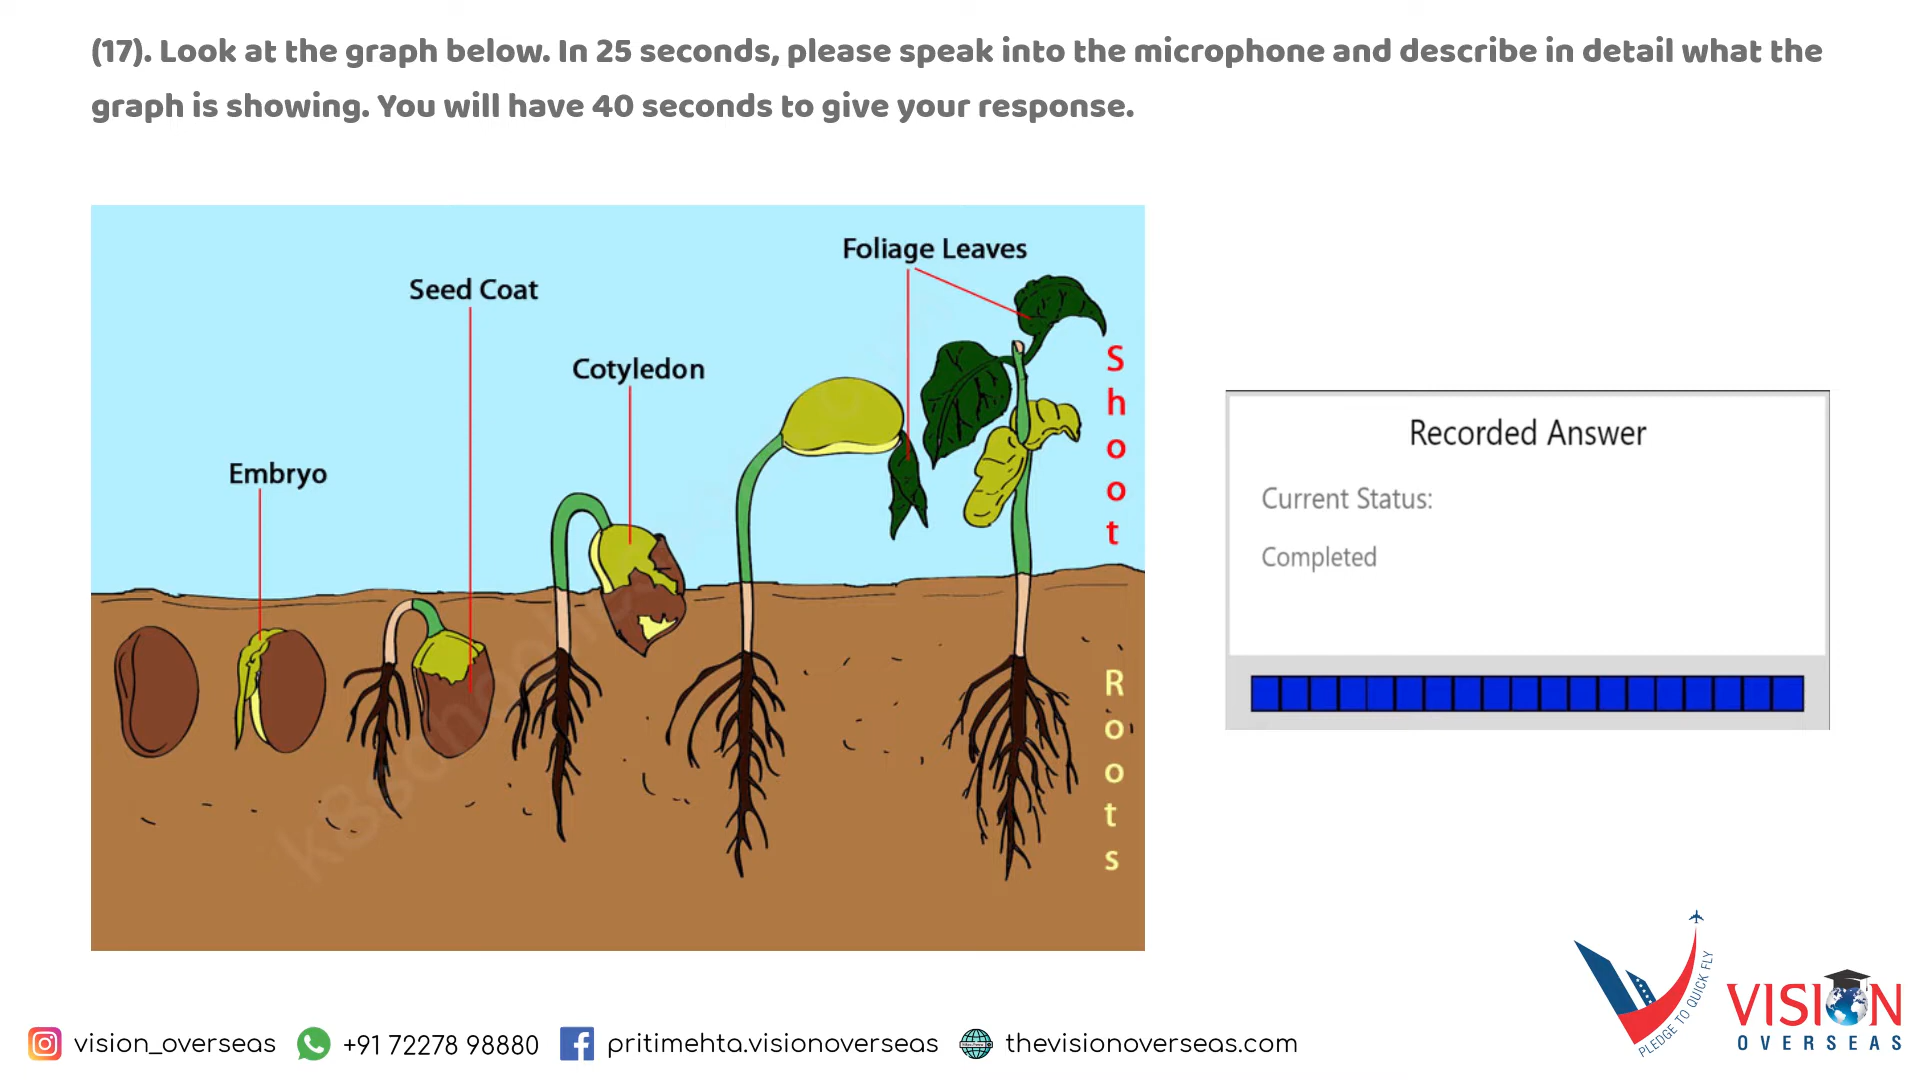 (17). Look at the graph below. In 25 seconds, please speak into the microphone and describe in detail what the
graph is showing. You will have 40 seconds to give your response.
Foliage Leaves
Seed Coat
Cotyledon
Embryo
Shoot
Roots
Recorded Answer
Current Status:
Completed
PLEDGE TO QUICK FLY
VISION
OVERSEAS
vision_overseas
+91 72278 98880
pritimehta.visionoverseas
thevisionoverseas.com